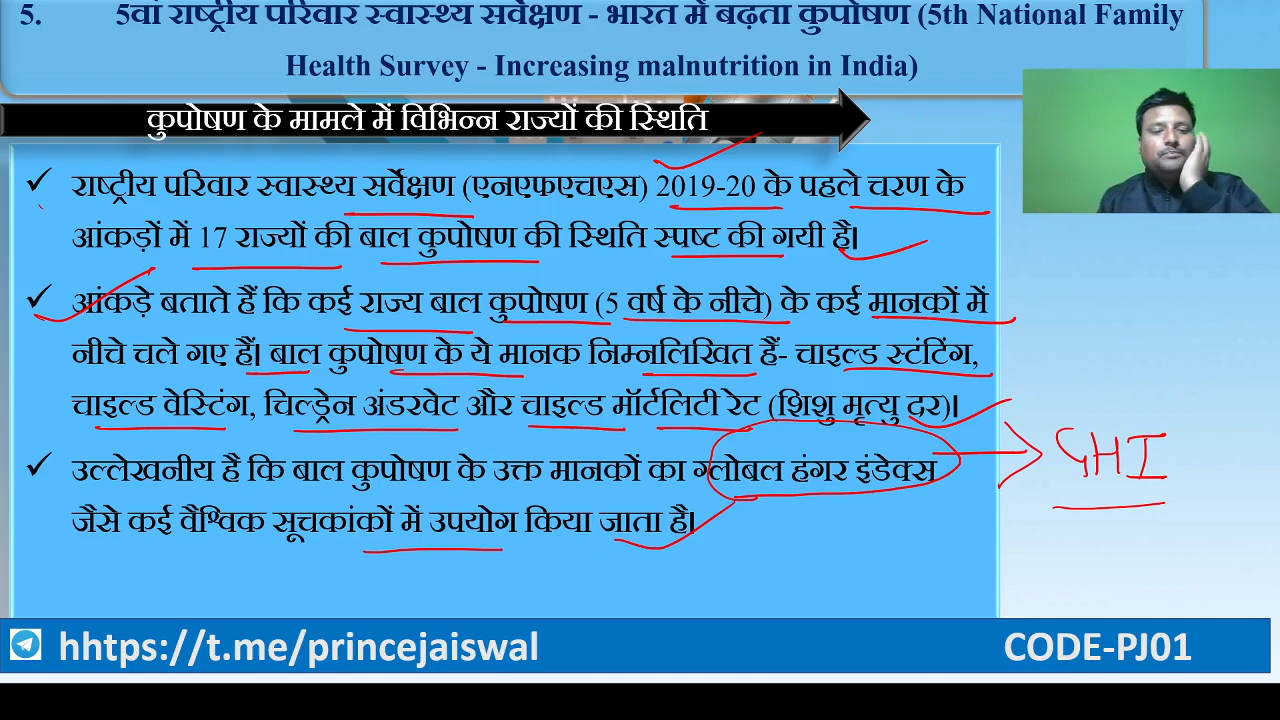 5. 5वां राष्ट्रीय परिवार स्वास्थ्य सर्वेक्षण - भारत में बढ़ता कुपोषण (5th National Family
Health Survey - Increasing malnutrition in India)
कुपोषण के मामले में विभिन्न राज्यों की स्थिति
✓ राष्ट्रीय परिवार स्वास्थ्य सर्वेक्षण (एनएफएचएस) 2019-20 के पहले चरण के
आंकड़ों में 17 राज्यों की बाल कुपोषण की स्थिति स्पष्ट की गयी है।
✓ आंकड़े बताते हैं कि कई राज्य बाल कुपोषण (5 वर्ष के नीचे) के कई मानकों में
नीचे चले गए हैं। बाल कुपोषण के ये मानक निम्नलिखित हैं- चाइल्ड स्टंटिंग,
चाइल्ड वेस्टिंग, चिल्ड्रेन अंडरवेट और चाइल्ड मॉर्टलिटी रेट (शिशु मृत्यु दर)।
✓ उल्लेखनीय है कि बाल कुपोषण के उक्त मानकों का ग्लोबल हंगर इंडेक्स
जैसे कई वैश्विक सूचकांकों में उपयोग किया जाता है।
GHI
hhtps://t.me/princejaiswal CODE-PJ01